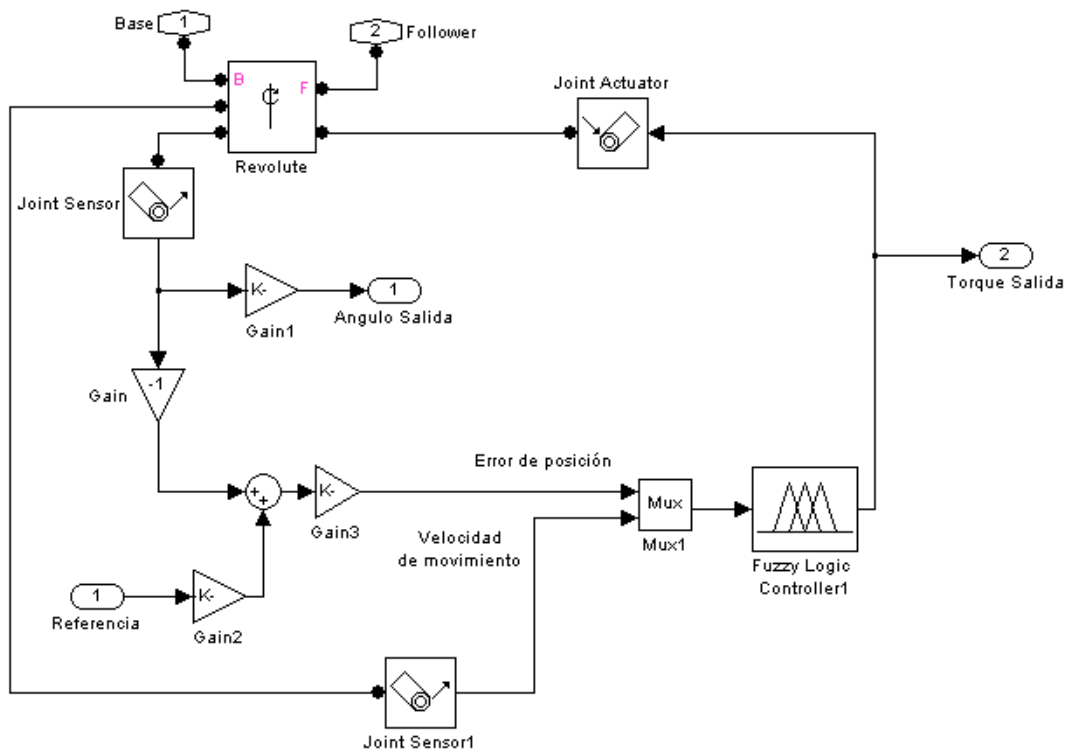 Base
1
2
Follower
B
F
Revolute
Joint Actuator
Joint Sensor
K-
Gain1
1
Angulo Salida
2
Torque Salida
-1
Gain
Error de posición
K-
Gain3
Mux
Mux1
Velocidad
de movimiento
Fuzzy Logic
Controller1
1
Referencia
K-
Gain2
Joint Sensor1